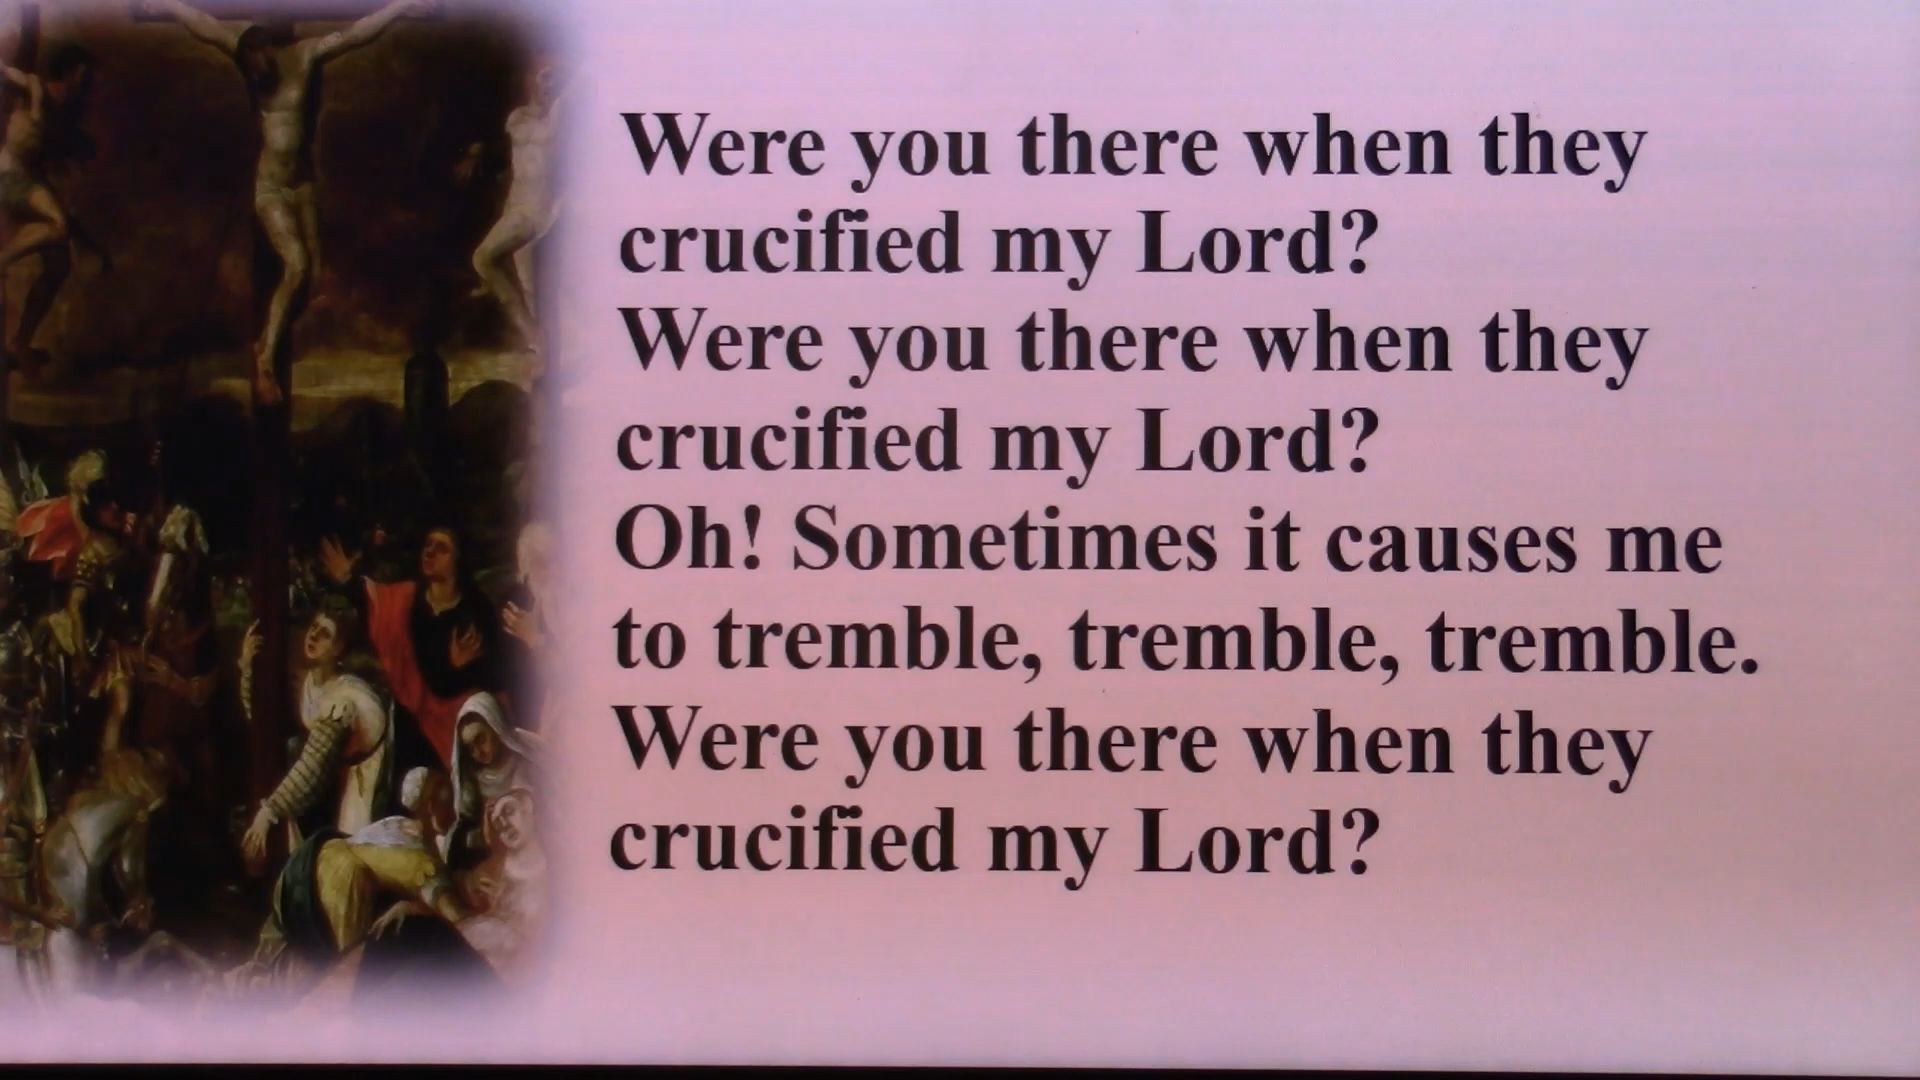 Were you there when they
crucified my Lord?
Were you there when they
crucified my Lord?
Oh! Sometimes it causes me
to tremble, tremble, tremble.
Were you there when they
crucified my Lord?